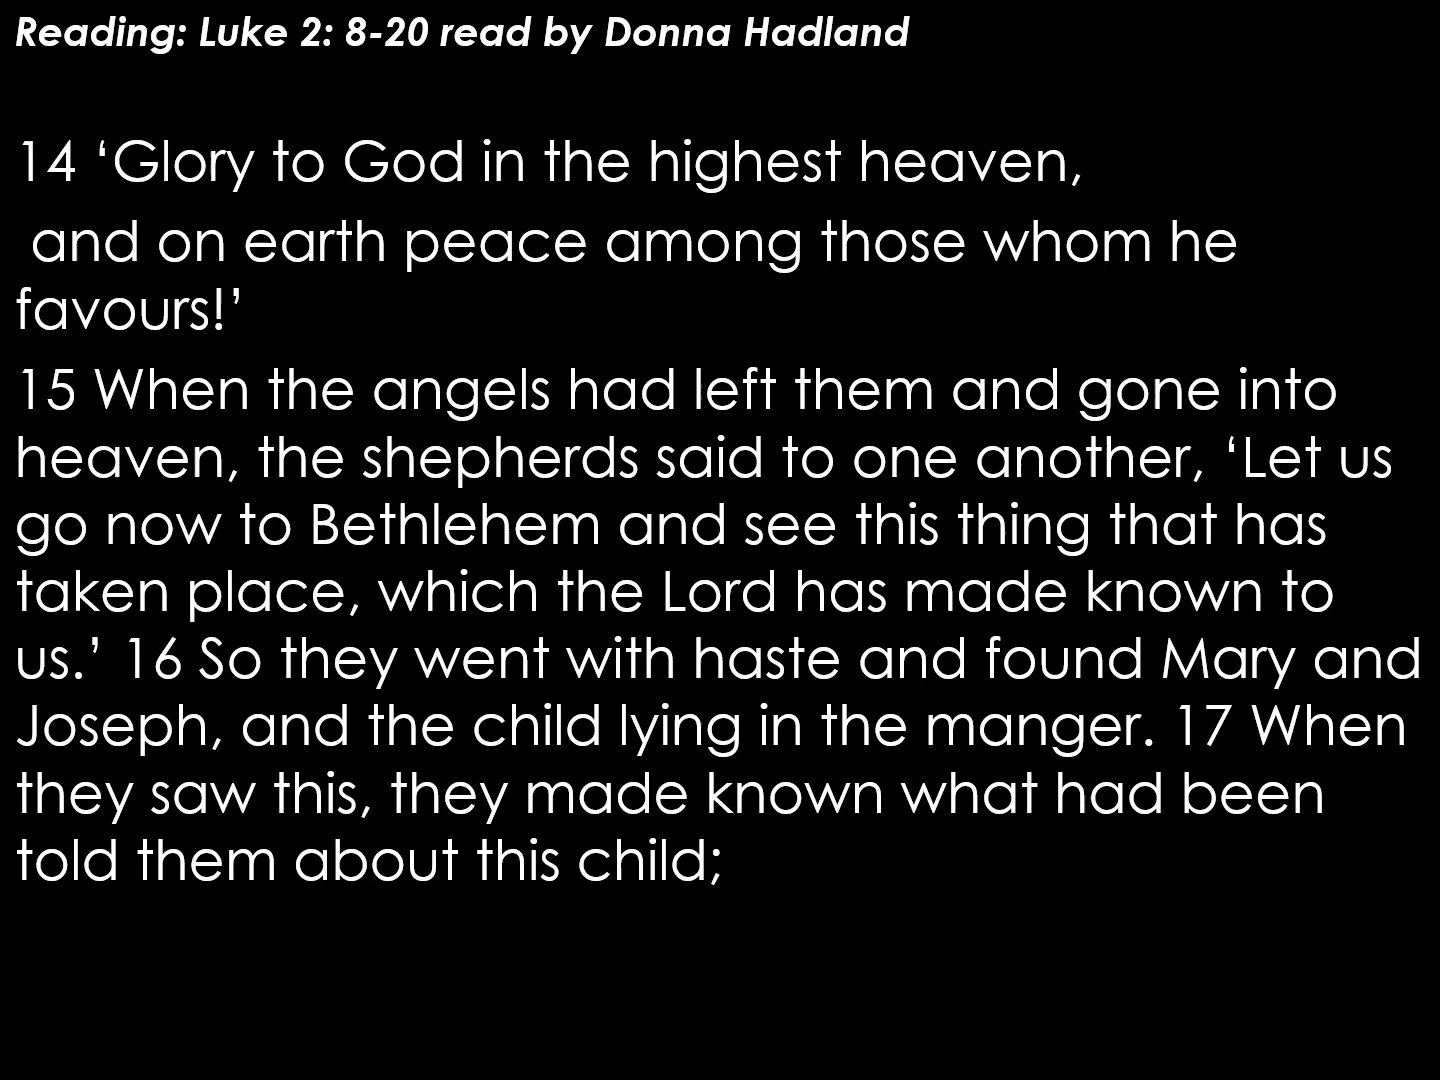 Reading: Luke 2: 8-20 read by Donna Hadland
14 ‘Glory to God in the highest heaven,
and on earth peace among those whom he
favours!’
15 When the angels had left them and gone into
heaven, the shepherds said to one another, ‘Let us
go now to Bethlehem and see this thing that has
taken place, which the Lord has made known to
us.’ 16 So they went with haste and found Mary and
Joseph, and the child lying in the manger. 17 When
they saw this, they made known what had been
told them about this child;